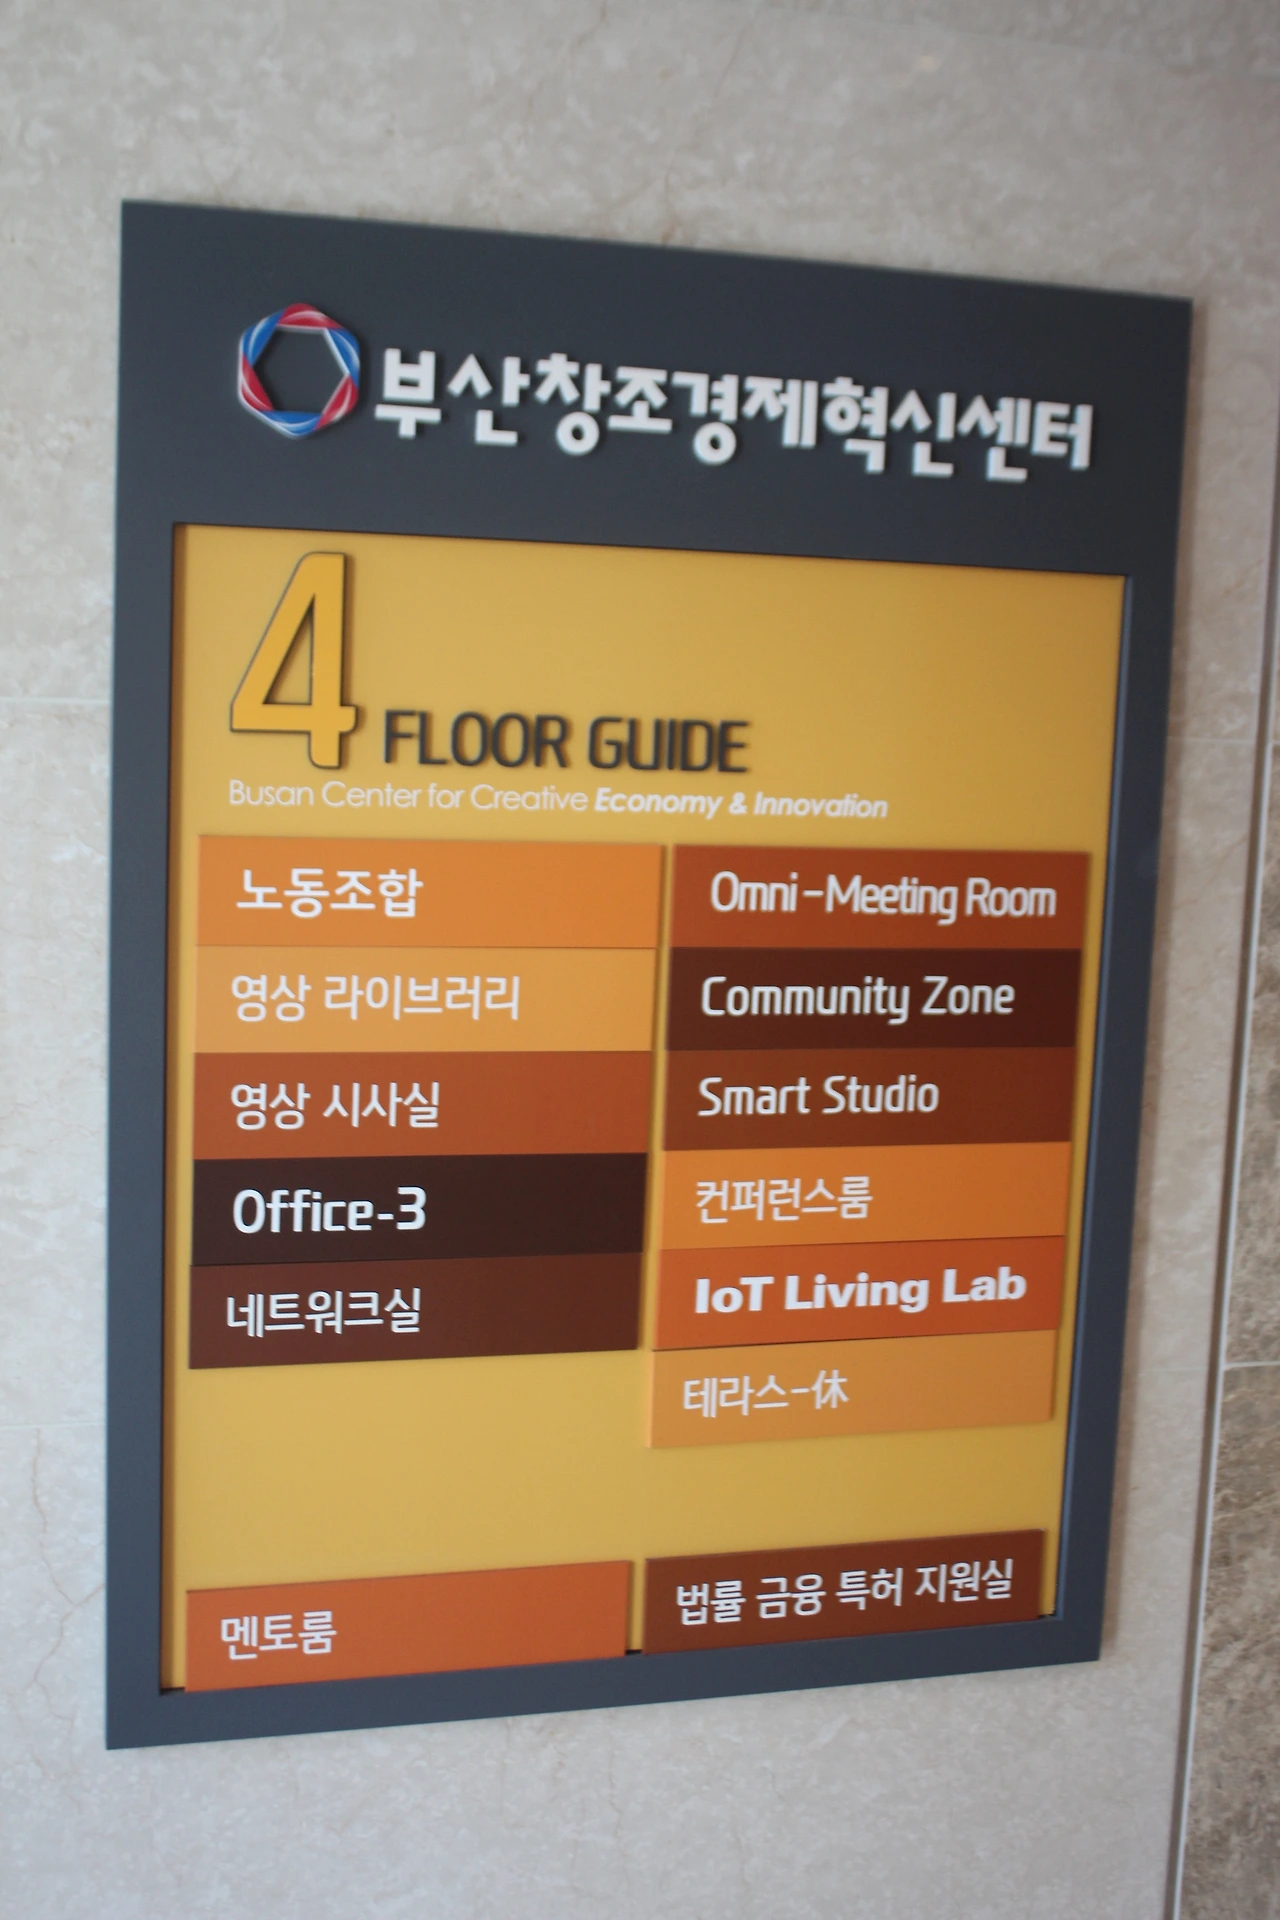 부산창조경제혁신센터
4 FLOOR GUIDE
Busan Center for Creative Economy & Innovation
노동조합
영상 라이브러리
영상 시사실
Office-3
네트워크실
멘토룸
Omni-Meeting Room
Community Zone
Smart Studio
컨퍼런스룸
IoT Living Lab
테라스-休
법률 금융 특허 지원실